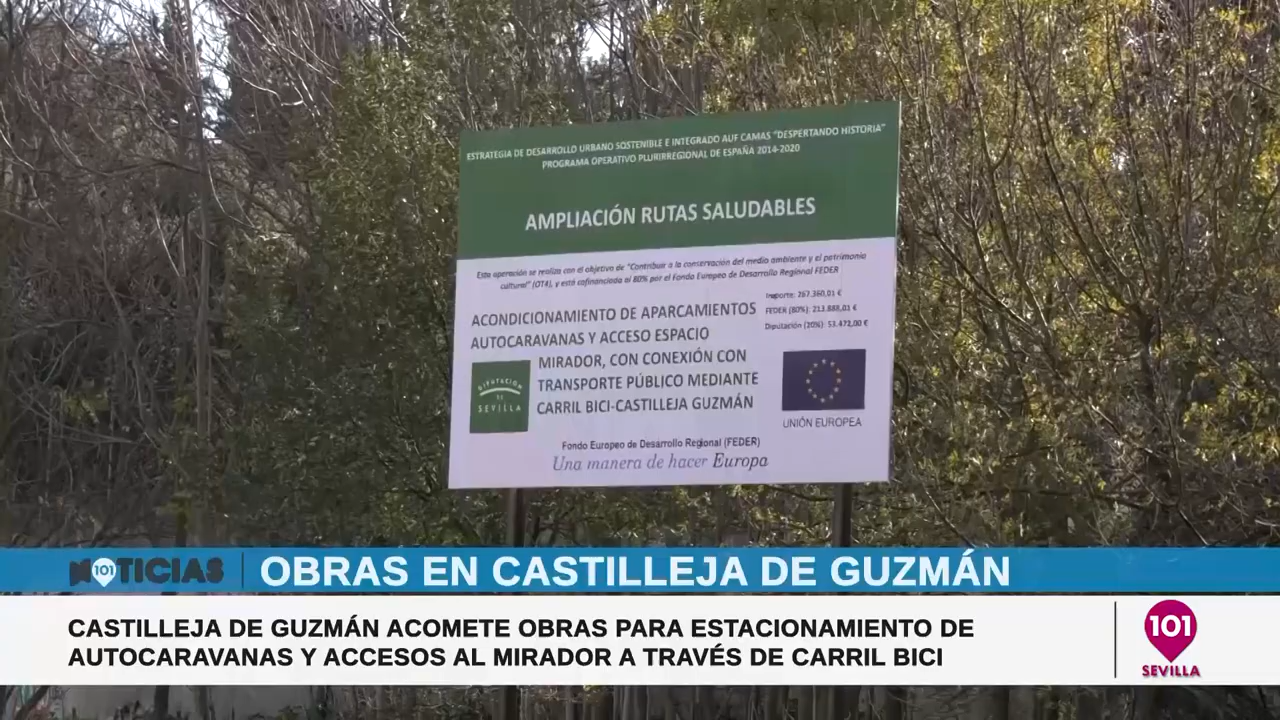 ESTRATEGIA DE DESARROLLO URBANO SOSTENIBLE E INTEGRADO AUF CAMAS "DESPERTANDO HISTORIA"
PROGRAMA OPERATIVO PLURIRREGIONAL DE ESPAÑA 2014-2020
AMPLIACIÓN RUTAS SALUDABLES
Esta operación se realiza con el objetivo de "Contribuir a la conservación del medio ambiente y el patrimonio
cultural" (OT4), y está cofinanciada al 80% por el Fondo Europeo de Desarrollo Regional FEDER
Importe: 267.360,01 €
FEDER (80%): 213.888,01 €
Diputación (20%): 53.472,00 €
ACONDICIONAMIENTO DE APARCAMIENTOS
AUTOCARAVANAS Y ACCESO ESPACIO
MIRADOR, CON CONEXIÓN CON
TRANSPORTE PÚBLICO MEDIANTE
CARRIL BICI-CASTILLEJA GUZMÁN
DIPUTACIÓN
DE
SEVILLA
UNIÓN EUROPEA
Fondo Europeo de Desarrollo Regional (FEDER)
Una manera de hacer Europa
NOTICIAS
101
OBRAS EN CASTILLEJA DE GUZMÁN
CASTILLEJA DE GUZMÁN ACOMETE OBRAS PARA ESTACIONAMIENTO DE
AUTOCARAVANAS Y ACCESOS AL MIRADOR A TRAVÉS DE CARRIL BICI
101
SEVILLA